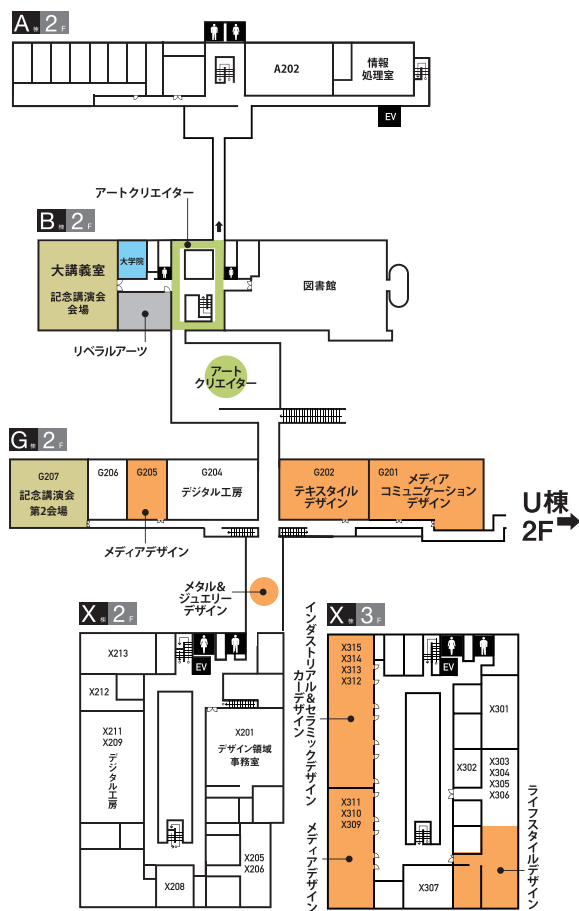 A棟 2F
A202
情報
処理室
EV
アートクリエイター
B棟 2F
大講義室
記念講演会
会場
大学院
図書館
リベラルアーツ
アート
クリエイター
G棟 2F
G207
記念講演会
第2会場
G206
G205
G204
デジタル工房
G202
テキスタイル
デザイン
G201
メディア
コミュニケーション
デザイン
U棟
2F
メディアデザイン
メタル&
ジュエリー
デザイン
X棟 2F
X213
EV
X212
X211
X209
デジタル工房
X201
デザイン領域
事務室
X205
X206
X208
X棟 3F
インダストリアル&セラミックデザイン
カーデザイン
X315
X314
X313
X312
EV
X301
X302
X303
X304
X305
X306
X311
X310
X309
メディアデザイン
X307
ライフスタイルデザイン